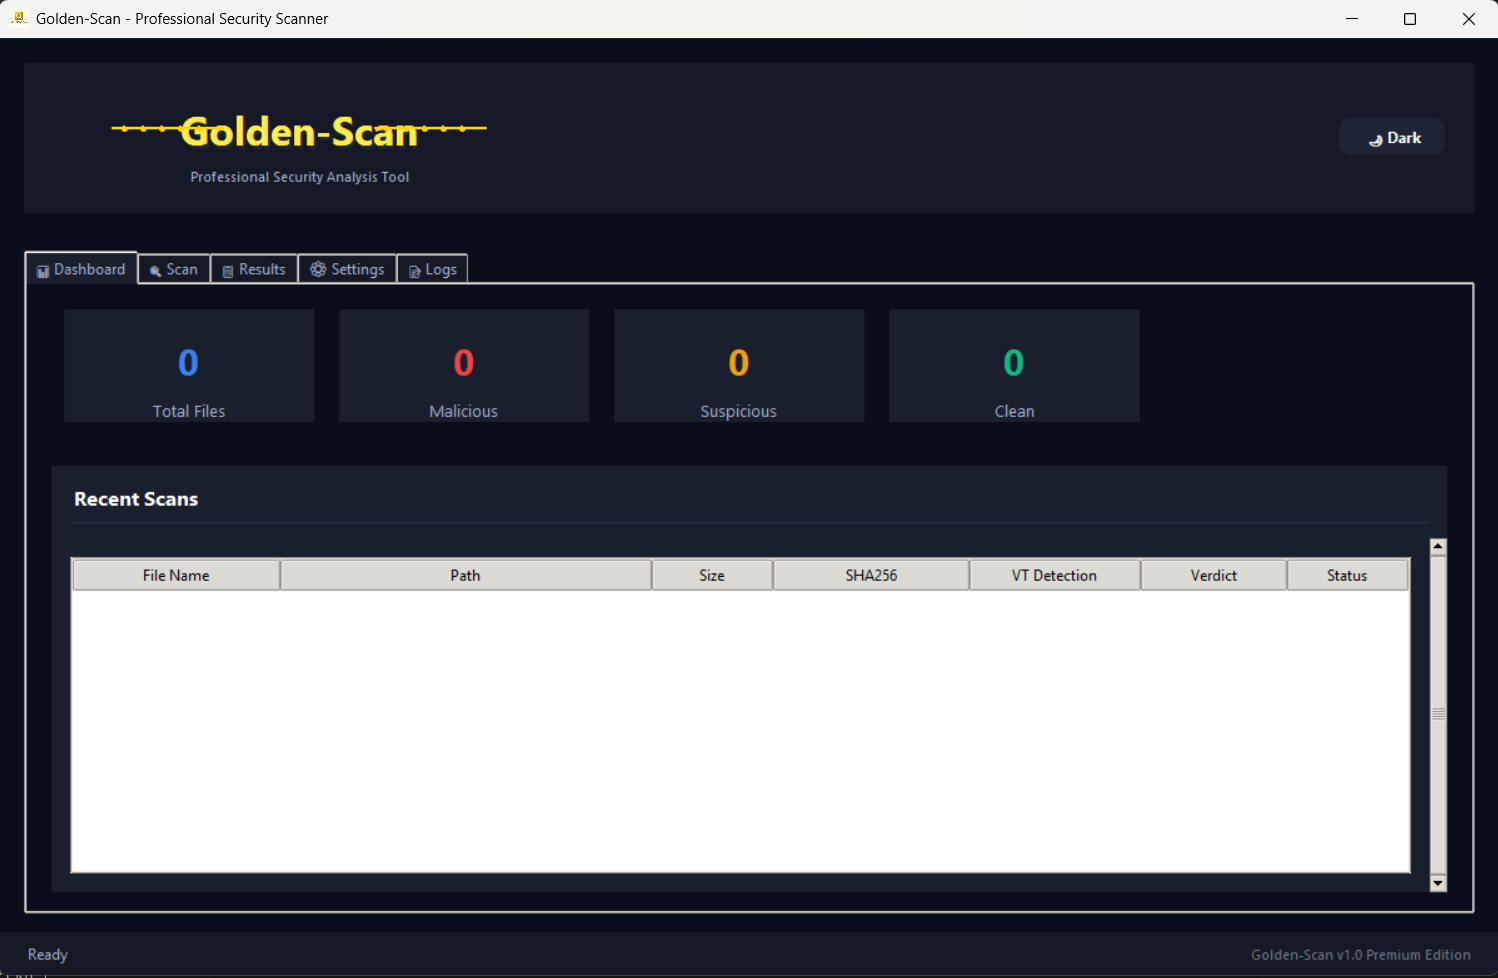 Golden-Scan - Professional Security Scanner
Golden-Scan
Dark
Professional Security Analysis Tool
Dashboard
Scan
Results
Settings
Logs
0
0
0
0
Total Files
Malicious
Suspicious
Clean
Recent Scans
File Name
Path
Size
SHA256
VT Detection
Verdict
Status
Ready
Golden-Scan v1.0 Premium Edition